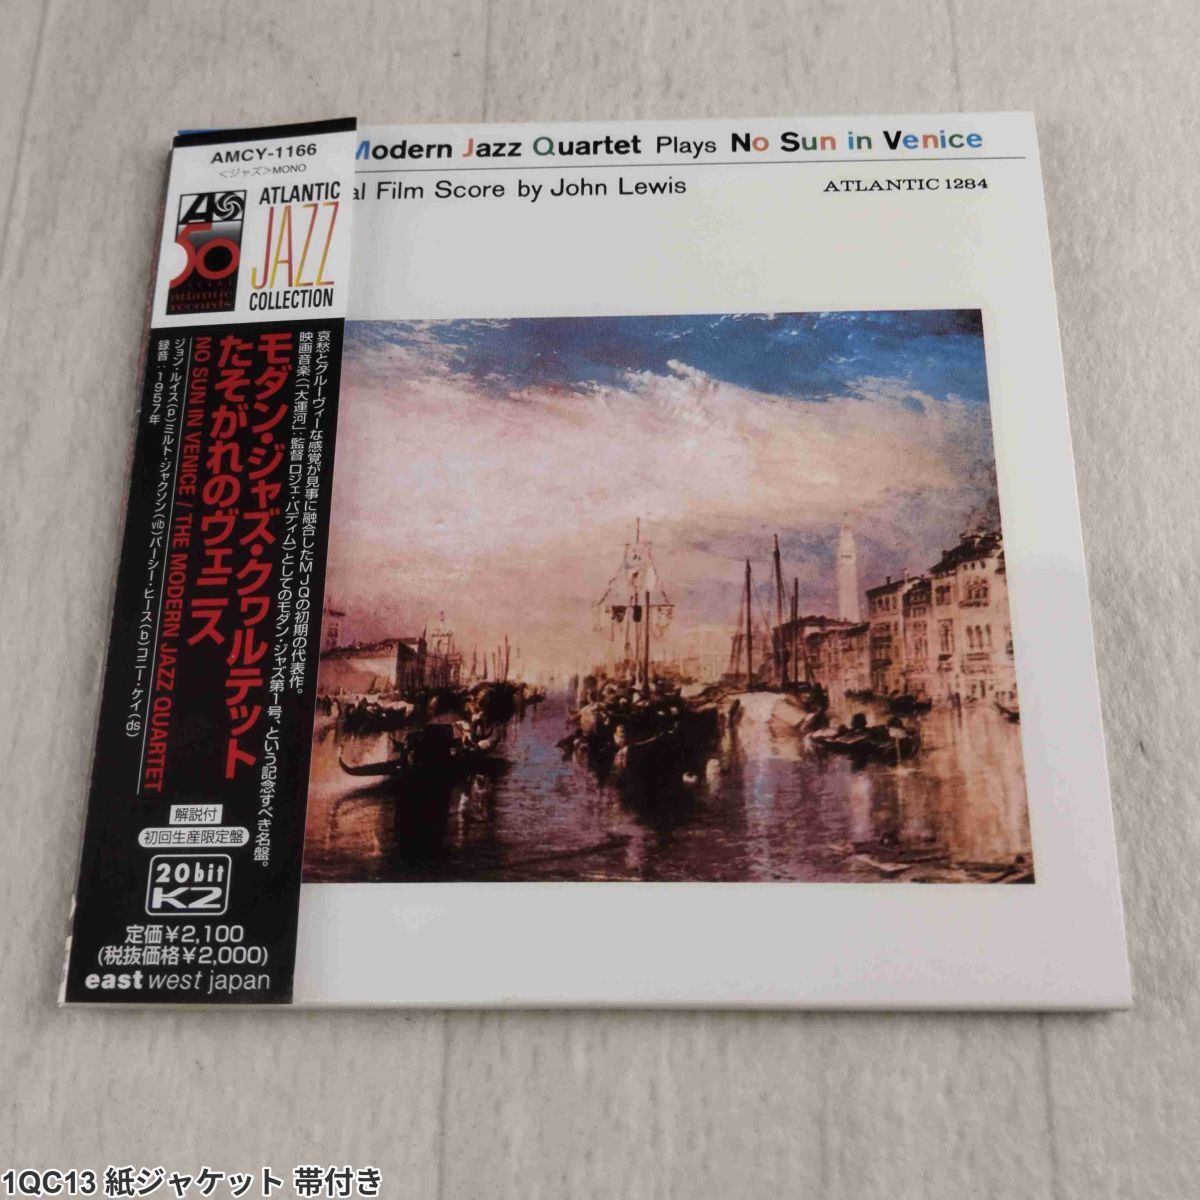 AMCY-1166
<ジャズ>MONO
ATLANTIC
JAZZ
COLLECTION
50
atlantic
records
Modern Jazz Quartet Plays No Sun in Venice
al Film Score by John Lewis
ATLANTIC 1284
哀愁とグルーヴィーな感覚が見事に融合したMJQの初期の代表作。
映画音楽(「大運河」:監督 ロジェ・バディム)としてのモダン・ジャズ第1号、という記念すべき名盤。
モダン・ジャズ・クワルテット
たそがれのヴェニス
NO SUN IN VENICE / THE MODERN JAZZ QUARTET
ジョン・ルイス(p)ミルト・ジャクソン(vib)パーシー・ヒース(b)コニー・ケイ(ds)
録音:1957年
解説付
初回生産限定盤
20bit
K2
定価¥2,100
(税抜価格¥2,000)
east west japan
1QC13 紙ジャケット 帯付き